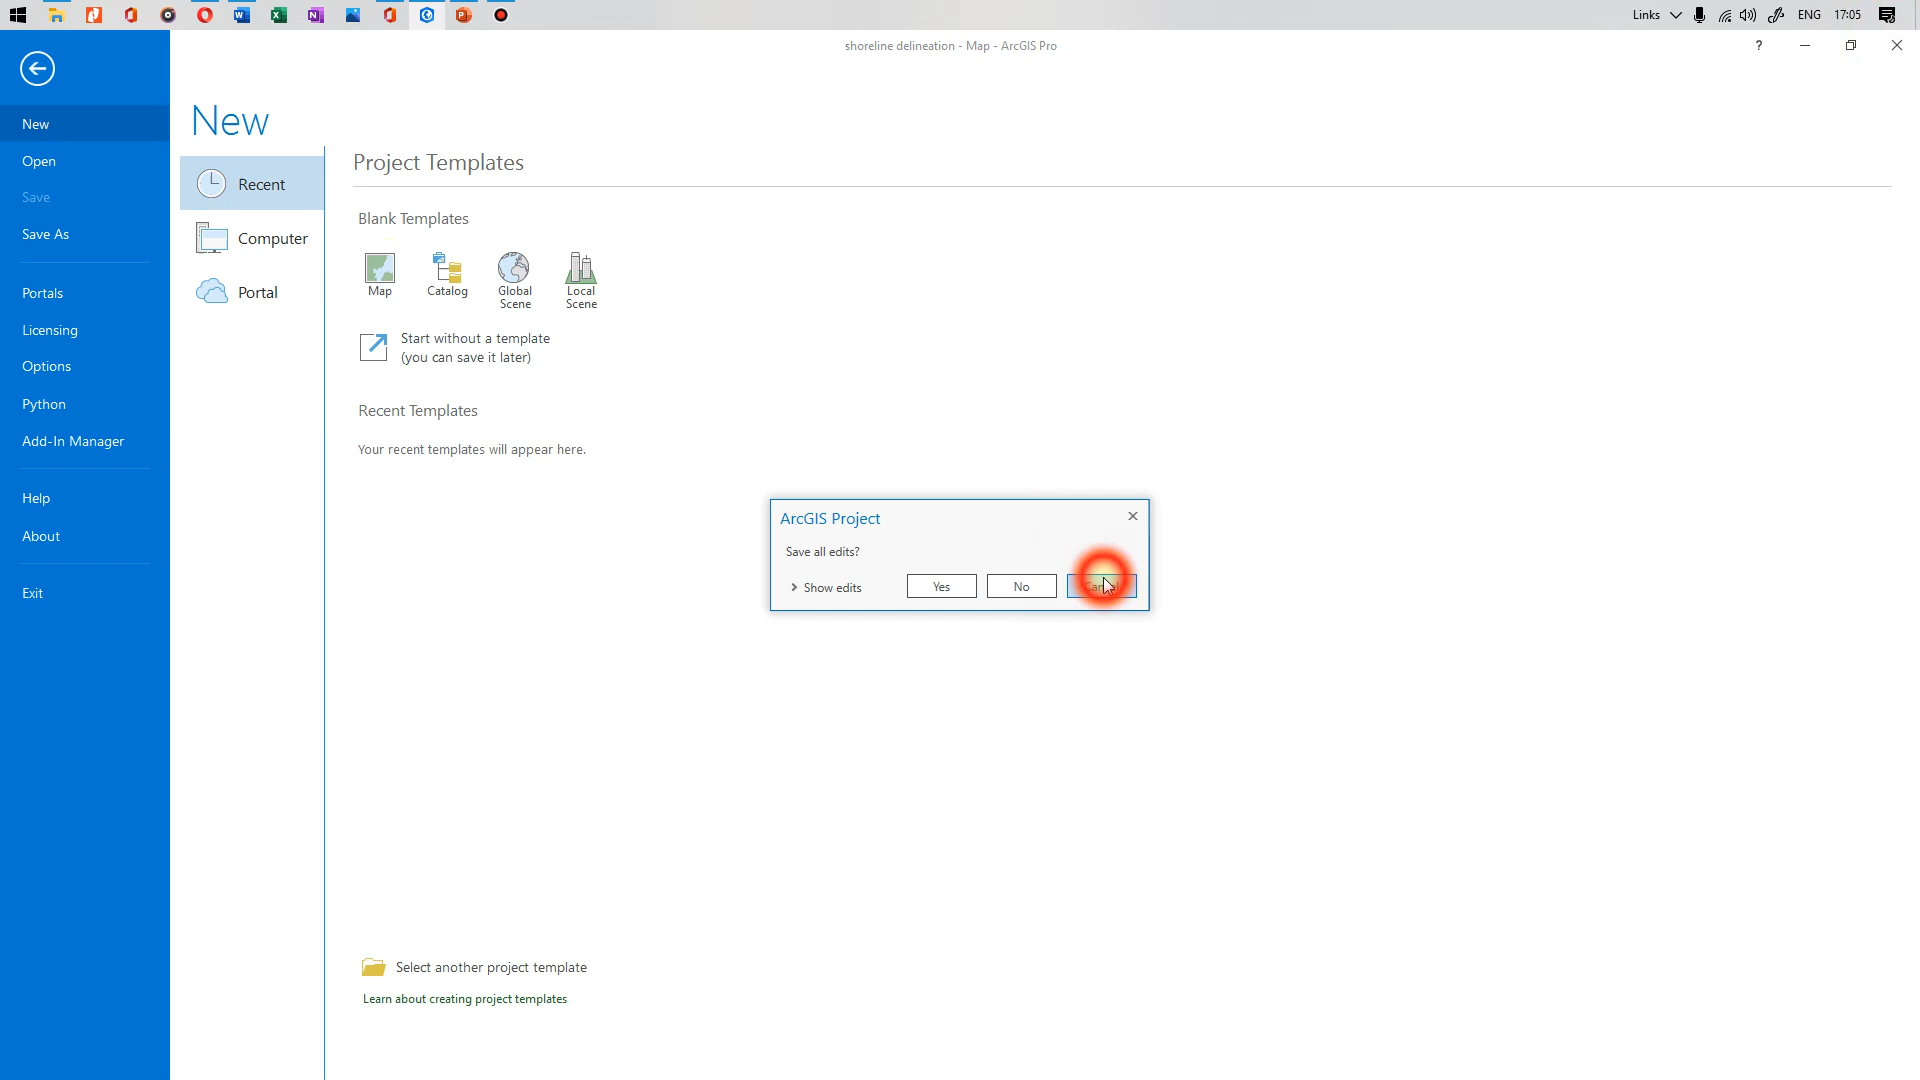 Links
ENG
17:05
shoreline delineation - Map - ArcGIS Pro
?
New
Open
Save
Save As
Portals
Licensing
Options
Python
Add-In Manager
Help
About
Exit
New
Recent
Computer
Portal
Project Templates
Blank Templates
Map
Catalog
Global
Scene
Local
Scene
Start without a template
(you can save it later)
Recent Templates
Your recent templates will appear here.
ArcGIS Project
Save all edits?
Show edits
Yes
No
Cancel
Select another project template
Learn about creating project templates